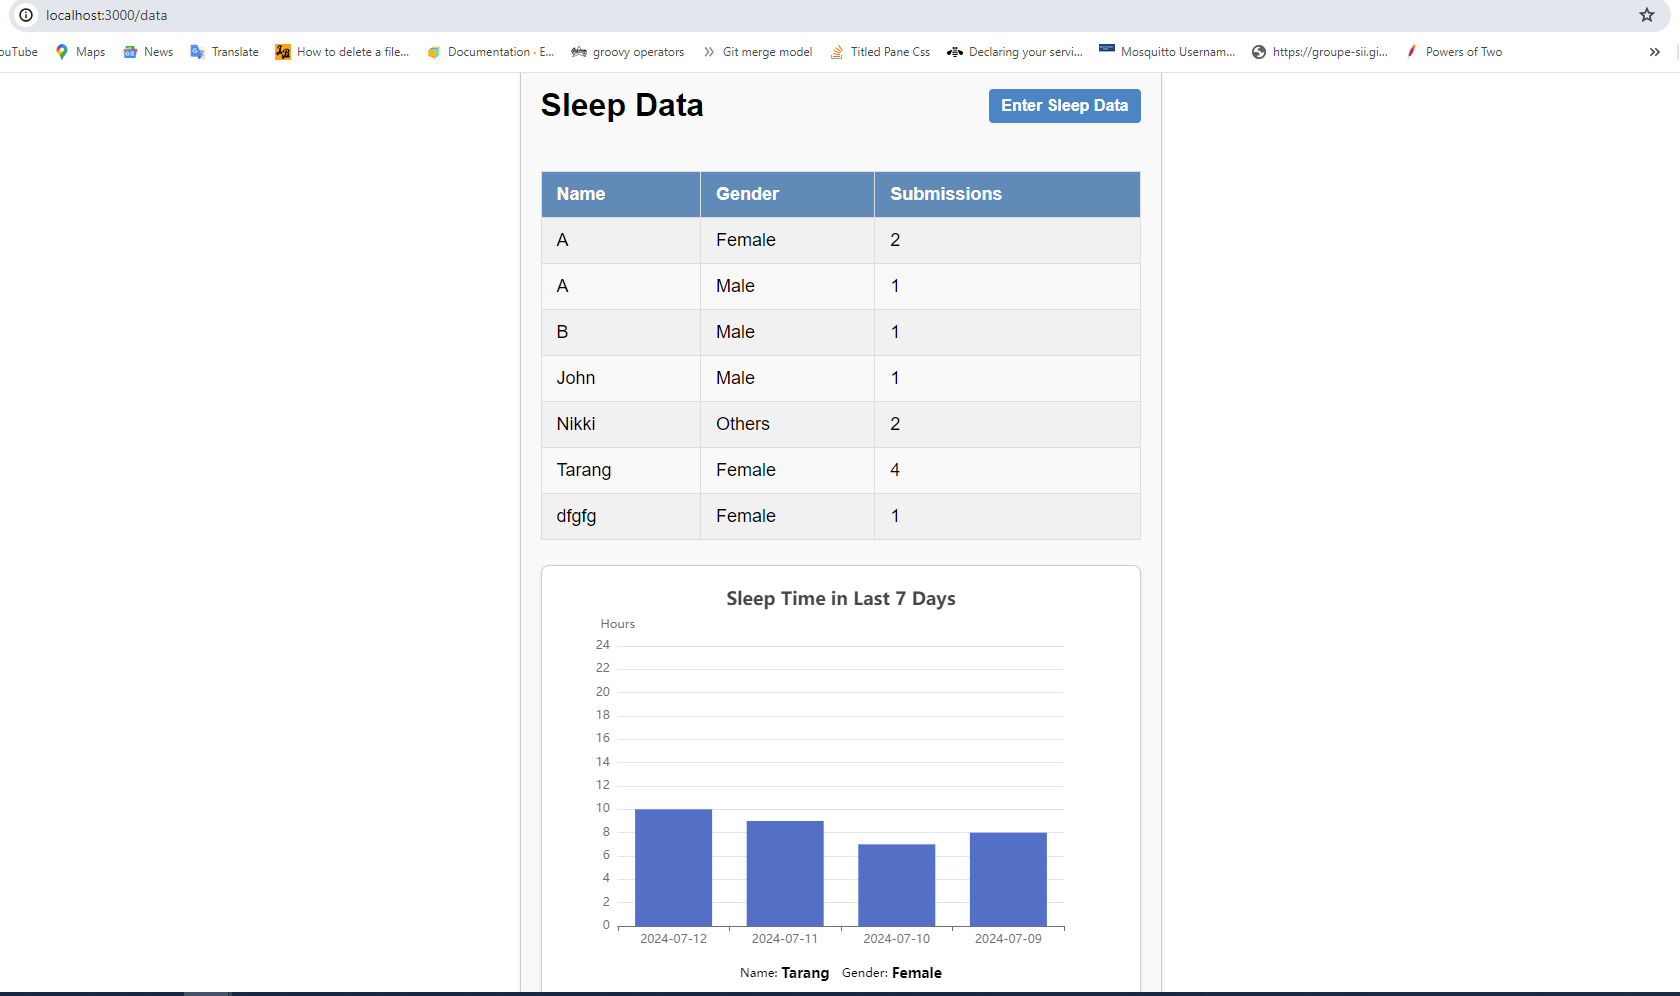 localhost:3000/data
ouTube Maps News Translate How to delete a file... Documentation · E... groovy operators Git merge model Titled Pane Css Declaring your servi... Mosquitto Usernam... https://groupe-sii.gi... Powers of Two »
Sleep Data Enter Sleep Data
Name Gender Submissions
A Female 2
A Male 1
B Male 1
John Male 1
Nikki Others 2
Tarang Female 4
dfgfg Female 1
Sleep Time in Last 7 Days
Hours
24
22
20
18
16
14
12
10
8
6
4
2
0
2024-07-12 2024-07-11 2024-07-10 2024-07-09
Name: Tarang Gender: Female